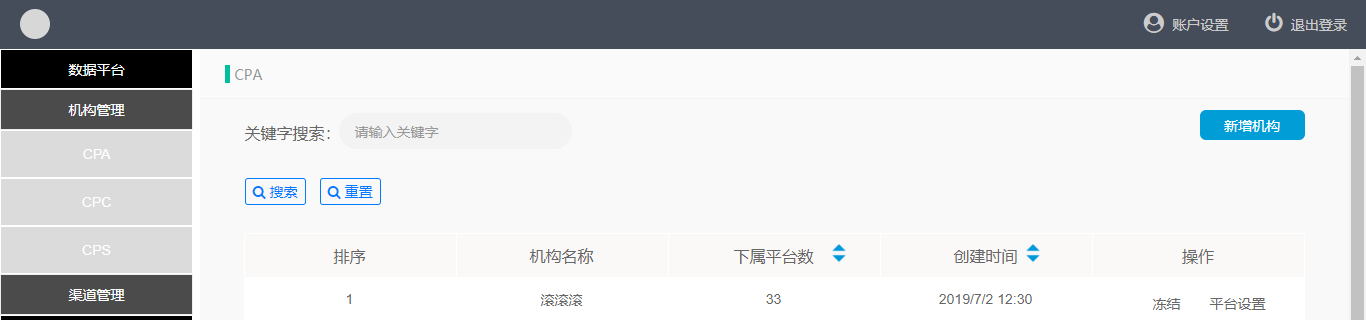 账户设置 退出登录
数据平台
机构管理
CPA
CPC
CPS
渠道管理
CPA
关键字搜索： 请输入关键字 新增机构
搜索 重置
排序 机构名称 下属平台数 创建时间 操作
1 滚滚滚 33 2019/7/2 12:30 冻结 平台设置